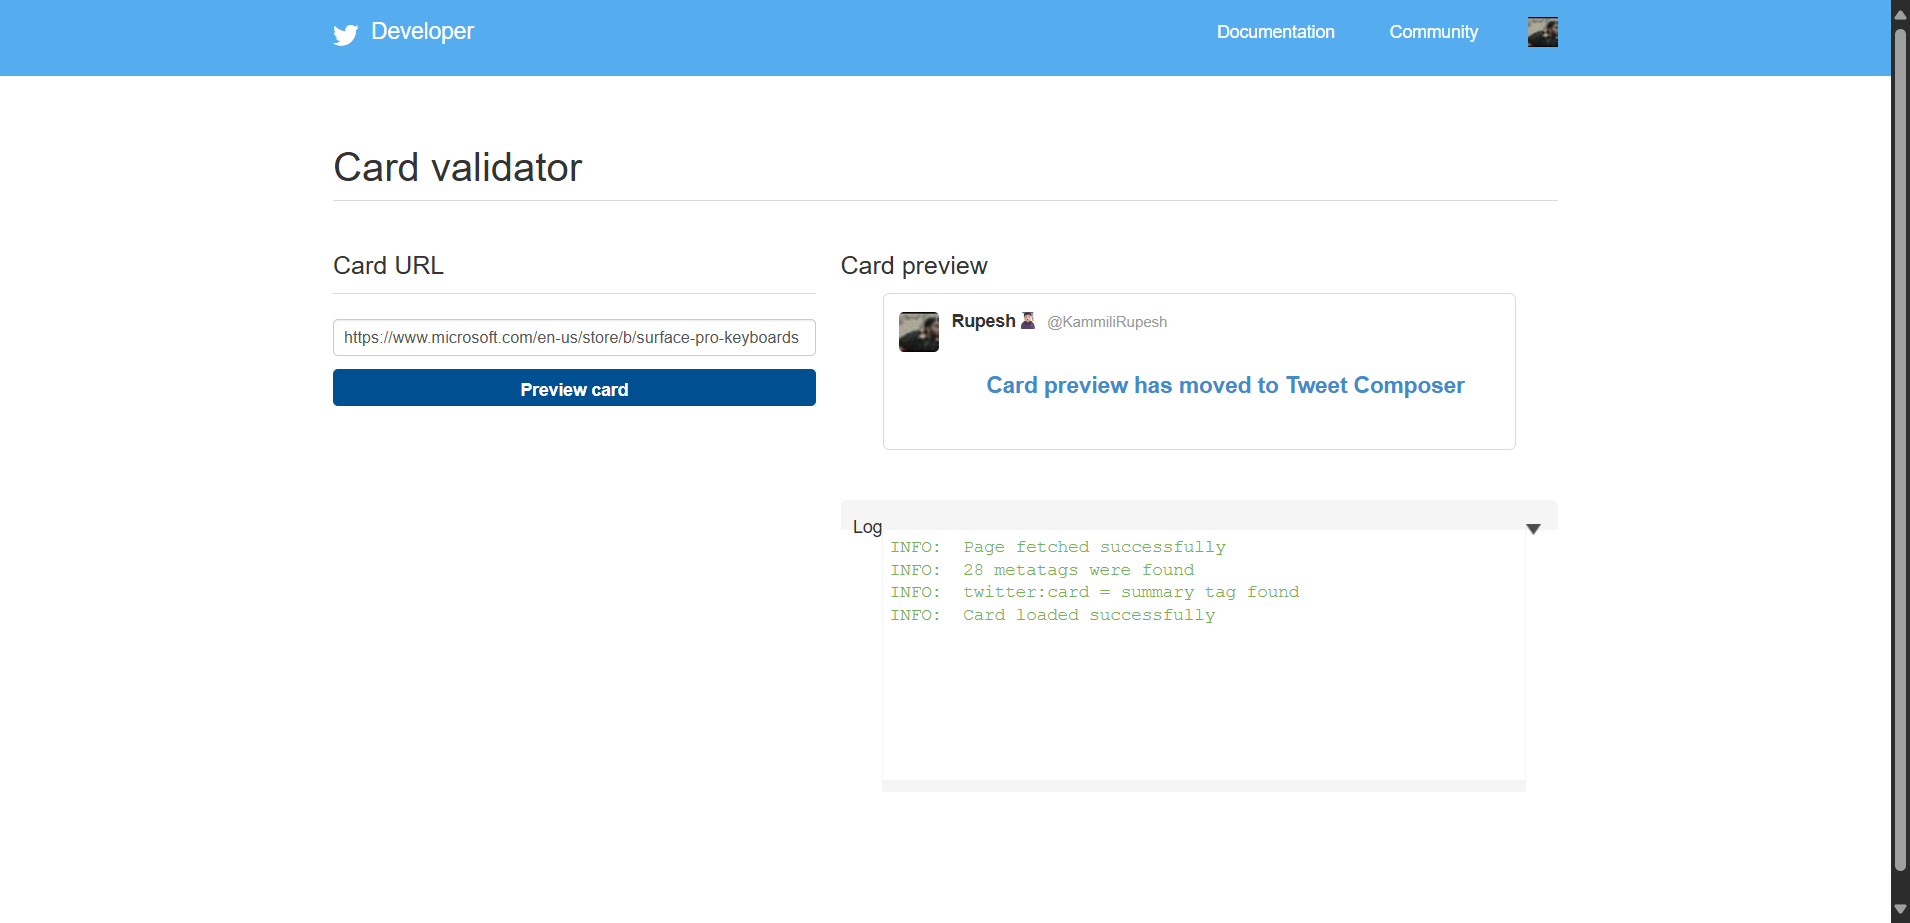 Developer
Documentation
Community
Card validator
Card URL
https://www.microsoft.com/en-us/store/b/surface-pro-keyboards
Preview card
Card preview
Rupesh @KammiliRupesh
Card preview has moved to Tweet Composer
Log
INFO: Page fetched successfully
INFO: 28 metatags were found
INFO: twitter:card = summary tag found
INFO: Card loaded successfully